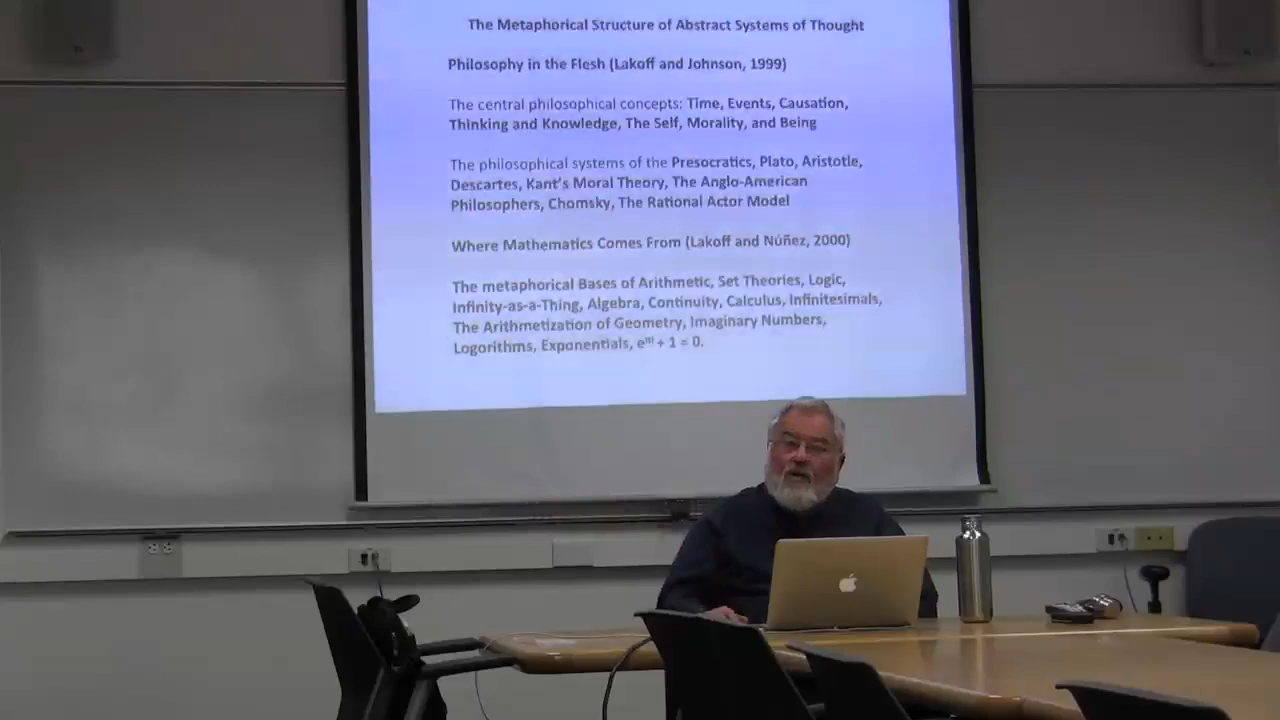 The Metaphorical Structure of Abstract Systems of Thought
Philosophy in the Flesh (Lakoff and Johnson, 1999)
The central philosophical concepts: Time, Events, Causation,
Thinking and Knowledge, The Self, Morality, and Being
The philosophical systems of the Presocratics, Plato, Aristotle,
Descartes, Kant's Moral Theory, The Anglo-American
Philosophers, Chomsky, The Rational Actor Model
Where Mathematics Comes From (Lakoff and Núñez, 2000)
The metaphorical Bases of Arithmetic, Set Theories, Logic,
Infinity-as-a-Thing, Algebra, Continuity, Calculus, Infinitesimals,
The Arithmetization of Geometry, Imaginary Numbers,
Logorithms, Exponentials, eᵖⁱ + 1 = 0.